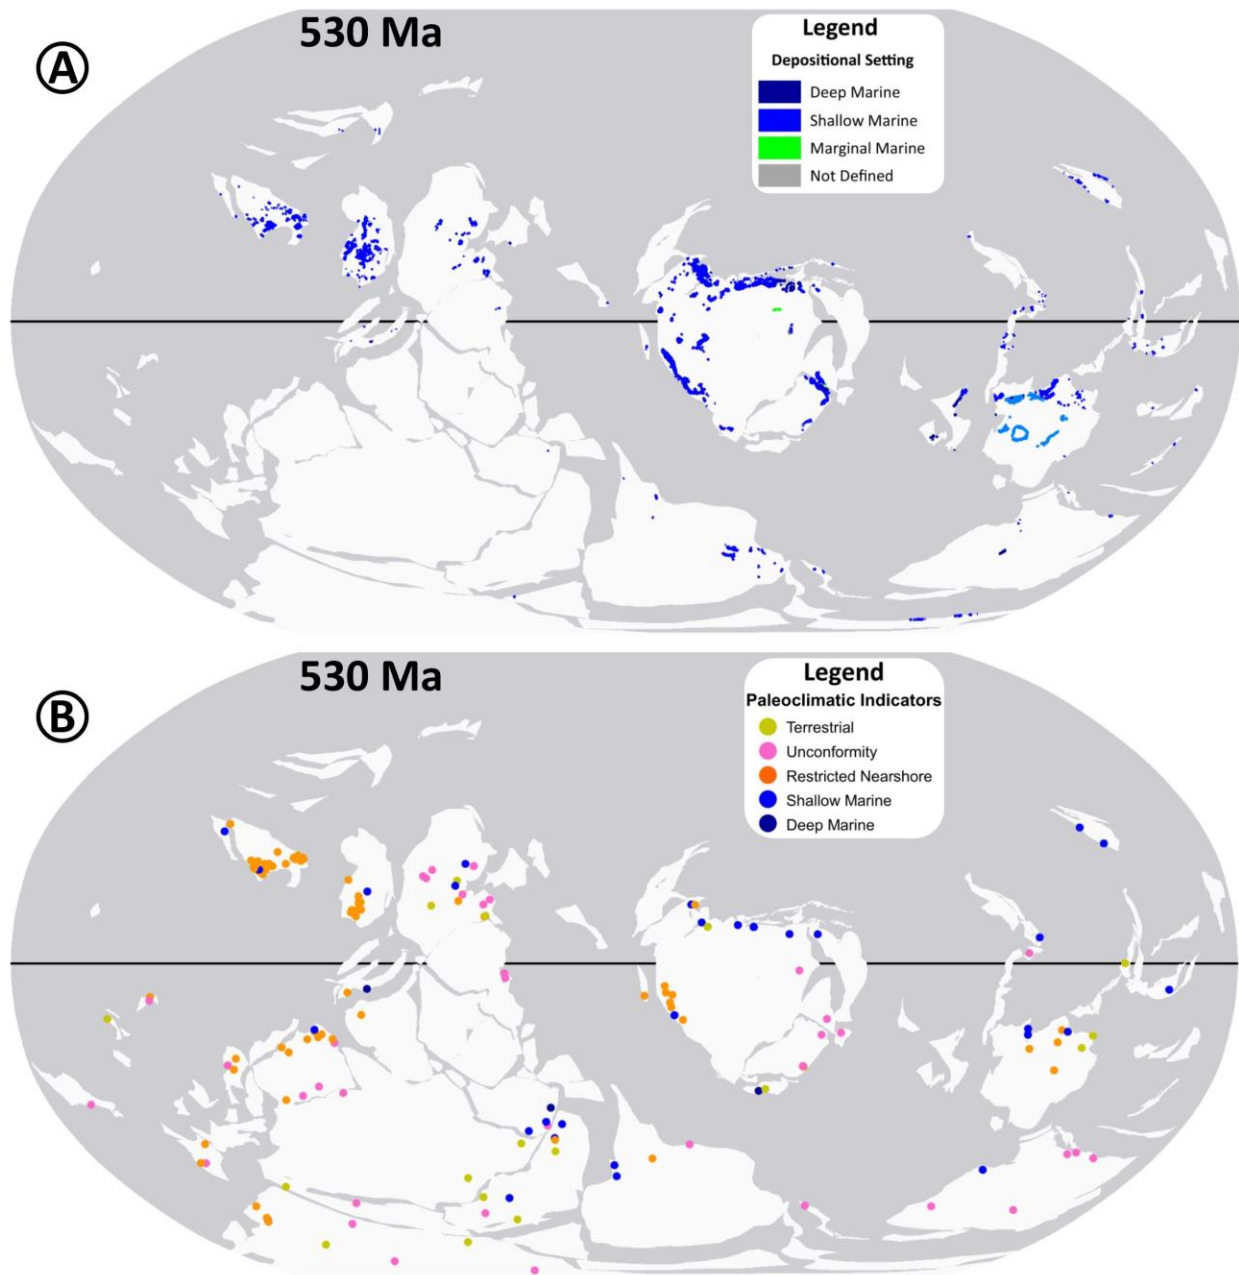 530 Ma
A
Legend
Depositional Setting
Deep Marine
Shallow Marine
Marginal Marine
Not Defined
530 Ma
B
Legend
Paleoclimatic Indicators
Terrestrial
Unconformity
Restricted Nearshore
Shallow Marine
Deep Marine